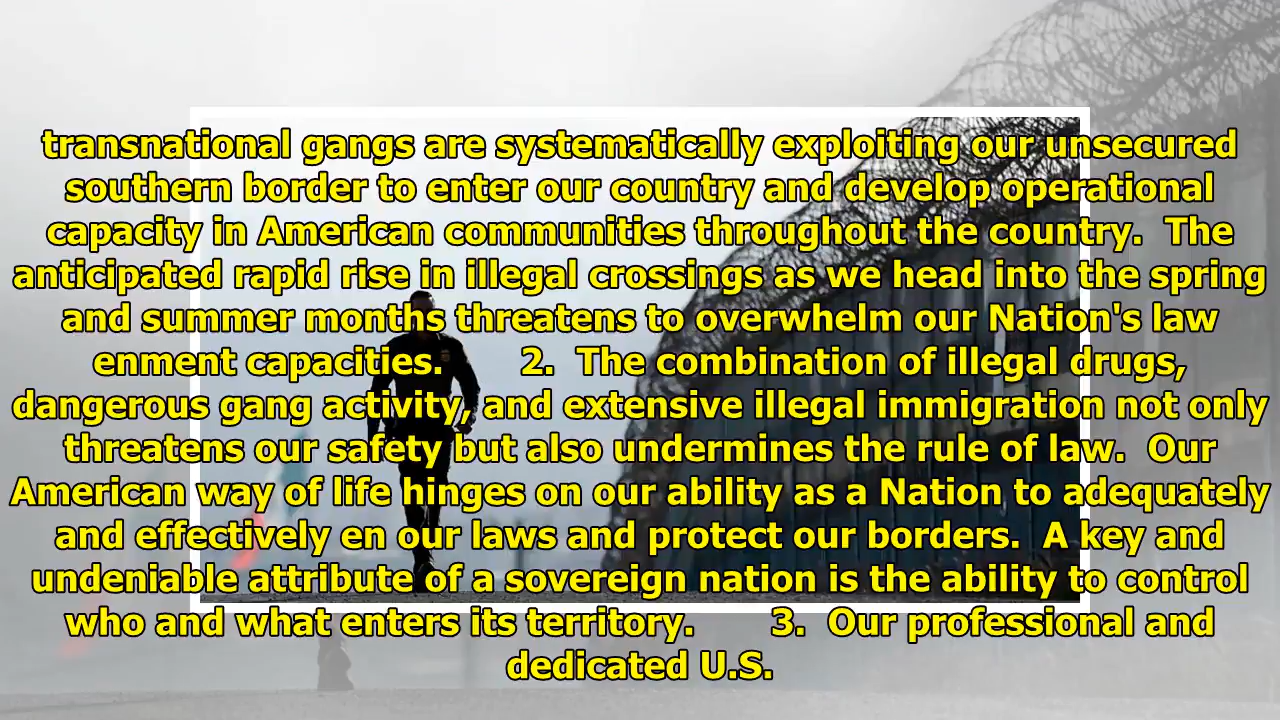 transnational gangs are systematically exploiting our unsecured
southern border to enter our country and develop operational
capacity in American communities throughout the country.  The
anticipated rapid rise in illegal crossings as we head into the spring
and summer months threatens to overwhelm our Nation's law
enment capacities.       2.  The combination of illegal drugs,
dangerous gang activity, and extensive illegal immigration not only
threatens our safety but also undermines the rule of law.  Our
American way of life hinges on our ability as a Nation to adequately
and effectively en our laws and protect our borders.  A key and
undeniable attribute of a sovereign nation is the ability to control
who and what enters its territory.       3.  Our professional and
dedicated U.S.